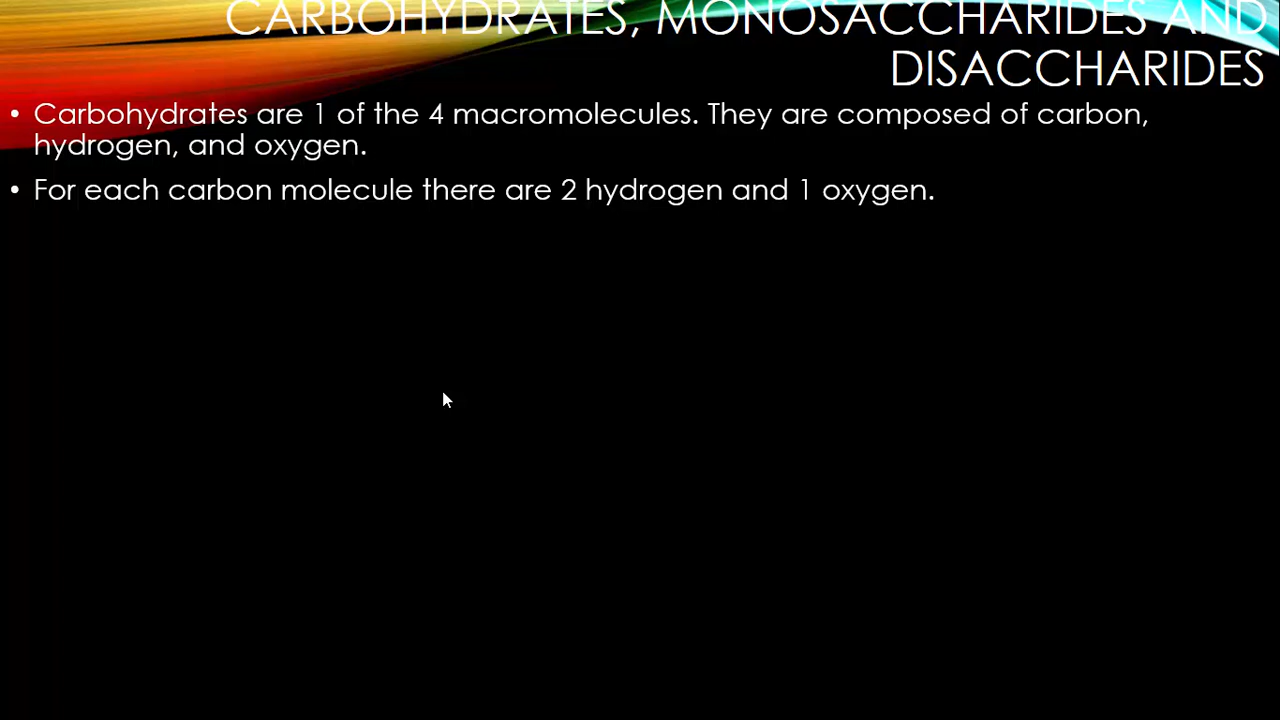 CARBOHYDRATES, MONOSACCHARIDES AND
DISACCHARIDES
• Carbohydrates are 1 of the 4 macromolecules. They are composed of carbon,
hydrogen, and oxygen.
• For each carbon molecule there are 2 hydrogen and 1 oxygen.